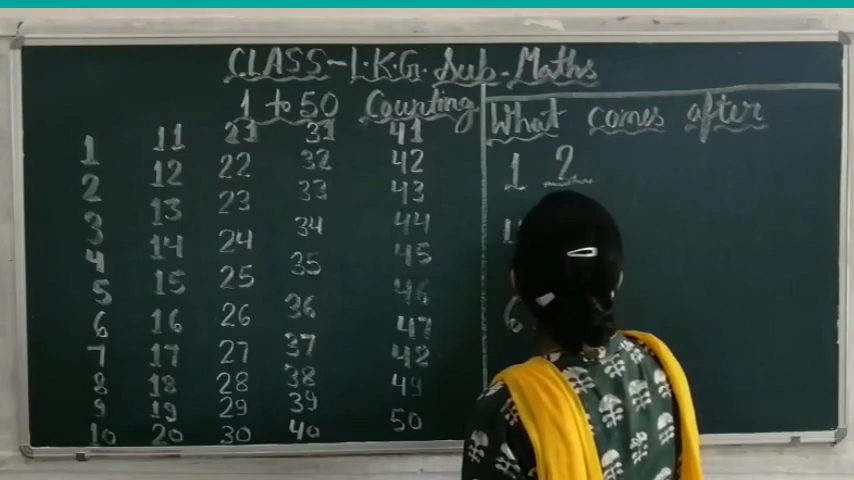 CLASS-L.K.G. Sub-Maths
1 to 50 Counting
1 11 21 31 41
2 12 22 32 42
3 13 23 33 43
4 14 24 34 44
5 15 25 35 45
6 16 26 36 46
7 17 27 37 47
8 18 28 38 42
9 19 29 39 49
10 20 30 40 50
What comes after
1 2
6